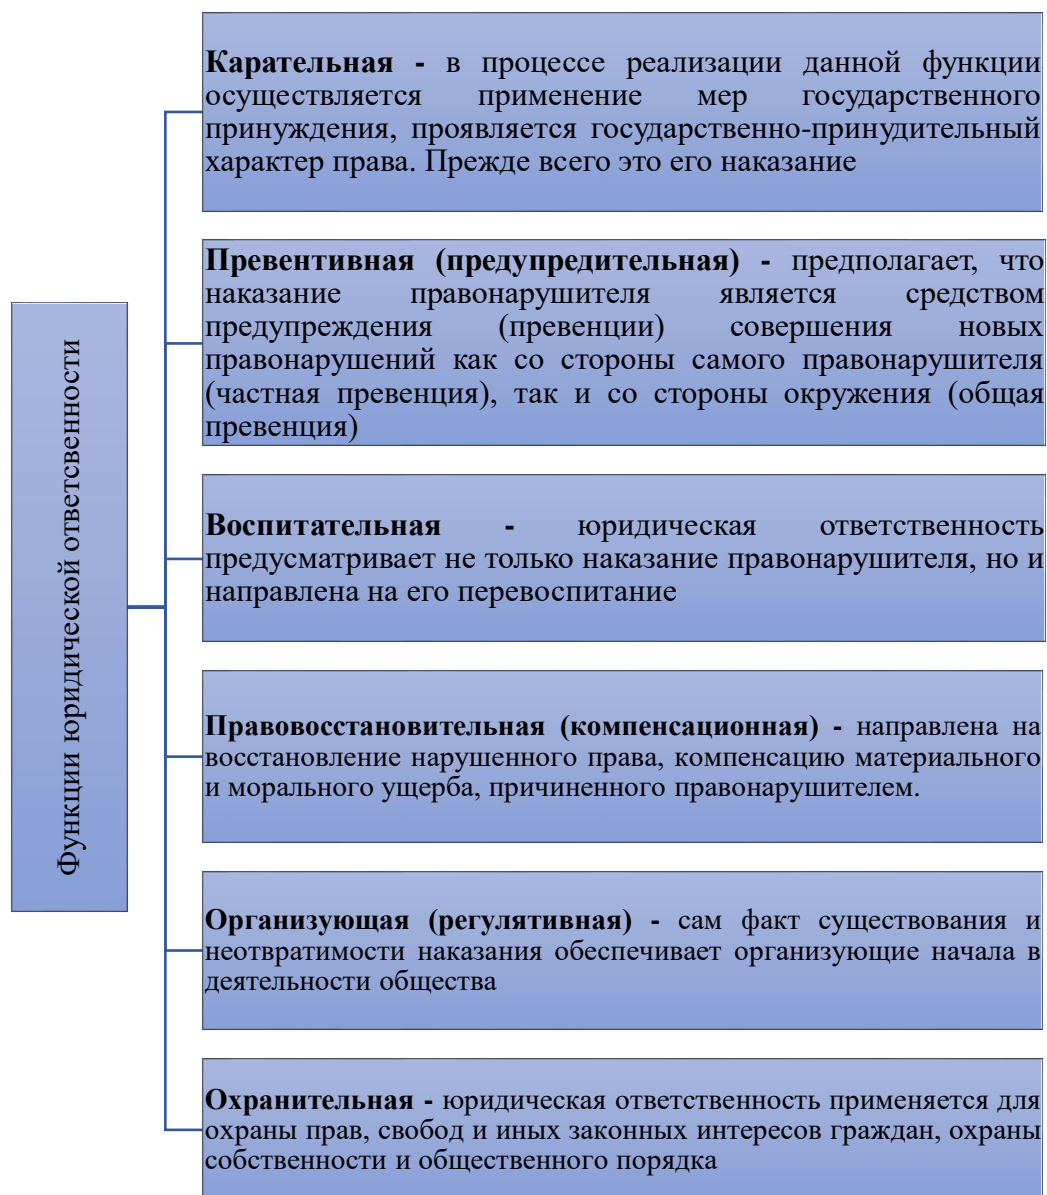 Функции юридической ответсвенности
Карательная - в процессе реализации данной функции
осуществляется применение мер государственного
принуждения, проявляется государственно-принудительный
характер права. Прежде всего это его наказание
Превентивная (предупредительная) - предполагает, что
наказание правонарушителя является средством
предупреждения (превенции) совершения новых
правонарушений как со стороны самого правонарушителя
(частная превенция), так и со стороны окружения (общая
превенция)
Воспитательная - юридическая ответственность
предусматривает не только наказание правонарушителя, но и
направлена на его перевоспитание
Правовосстановительная (компенсационная) - направлена на
восстановление нарушенного права, компенсацию материального
и морального ущерба, причиненного правонарушителем.
Организующая (регулятивная) - сам факт существования и
неотвратимости наказания обеспечивает организующие начала в
деятельности общества
Охранительная - юридическая ответственность применяется для
охраны прав, свобод и иных законных интересов граждан, охраны
собственности и общественного порядка